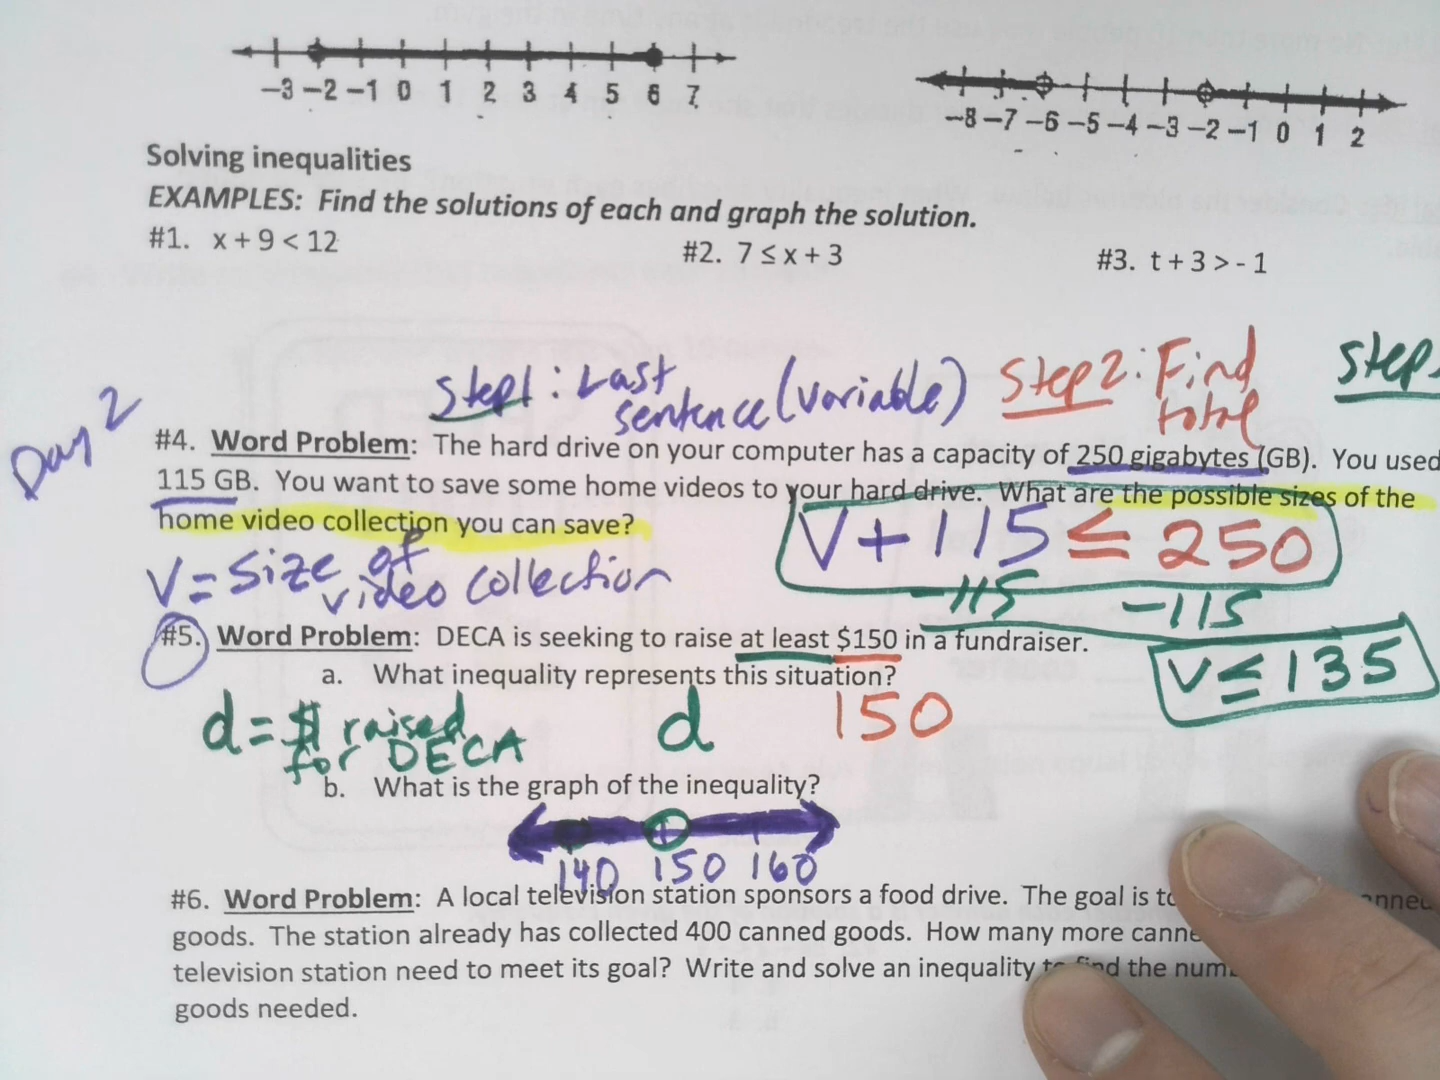 -3 -2 -1 0 1 2 3 4 5 6 7
-8 -7 -6 -5 -4 -3 -2 -1 0 1 2
Solving inequalities
EXAMPLES: Find the solutions of each and graph the solution.
#1. x + 9 < 12
#2. 7 ≤ x + 3
#3. t + 3 > - 1
Day 2
Step1: Last
sentence (variable)
Step 2: Find
total
Step
#4. Word Problem: The hard drive on your computer has a capacity of 250 gigabytes (GB). You used
115 GB. You want to save some home videos to your hard drive. What are the possible sizes of the
home video collection you can save?
V + 115 ≤ 250
-115 -115
V = Size of
video collection
V ≤ 135
#5. Word Problem: DECA is seeking to raise at least $150 in a fundraiser.
a. What inequality represents this situation?
d = $ raised
for DECA
d 150
b. What is the graph of the inequality?
140 150 160
#6. Word Problem: A local television station sponsors a food drive. The goal is to
goods. The station already has collected 400 canned goods. How many more
television station need to meet its goal? Write and solve an inequality to find the
goods needed.